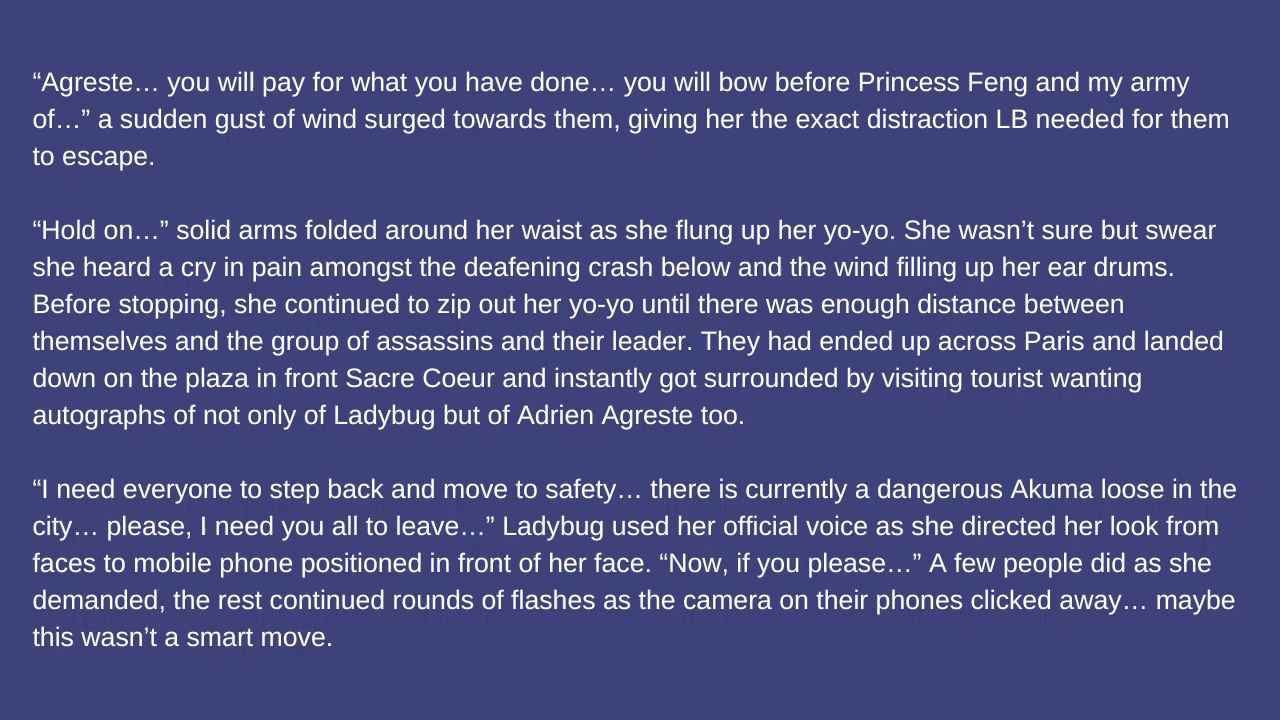 “Agreste… you will pay for what you have done… you will bow before Princess Feng and my army
of…” a sudden gust of wind surged towards them, giving her the exact distraction LB needed for them
to escape.
“Hold on…” solid arms folded around her waist as she flung up her yo-yo. She wasn’t sure but swear
she heard a cry in pain amongst the deafening crash below and the wind filling up her ear drums.
Before stopping, she continued to zip out her yo-yo until there was enough distance between
themselves and the group of assassins and their leader. They had ended up across Paris and landed
down on the plaza in front Sacre Coeur and instantly got surrounded by visiting tourist wanting
autographs of not only of Ladybug but of Adrien Agreste too.
“I need everyone to step back and move to safety… there is currently a dangerous Akuma loose in the
city… please, I need you all to leave…” Ladybug used her official voice as she directed her look from
faces to mobile phone positioned in front of her face. “Now, if you please…” A few people did as she
demanded, the rest continued rounds of flashes as the camera on their phones clicked away… maybe
this wasn’t a smart move.